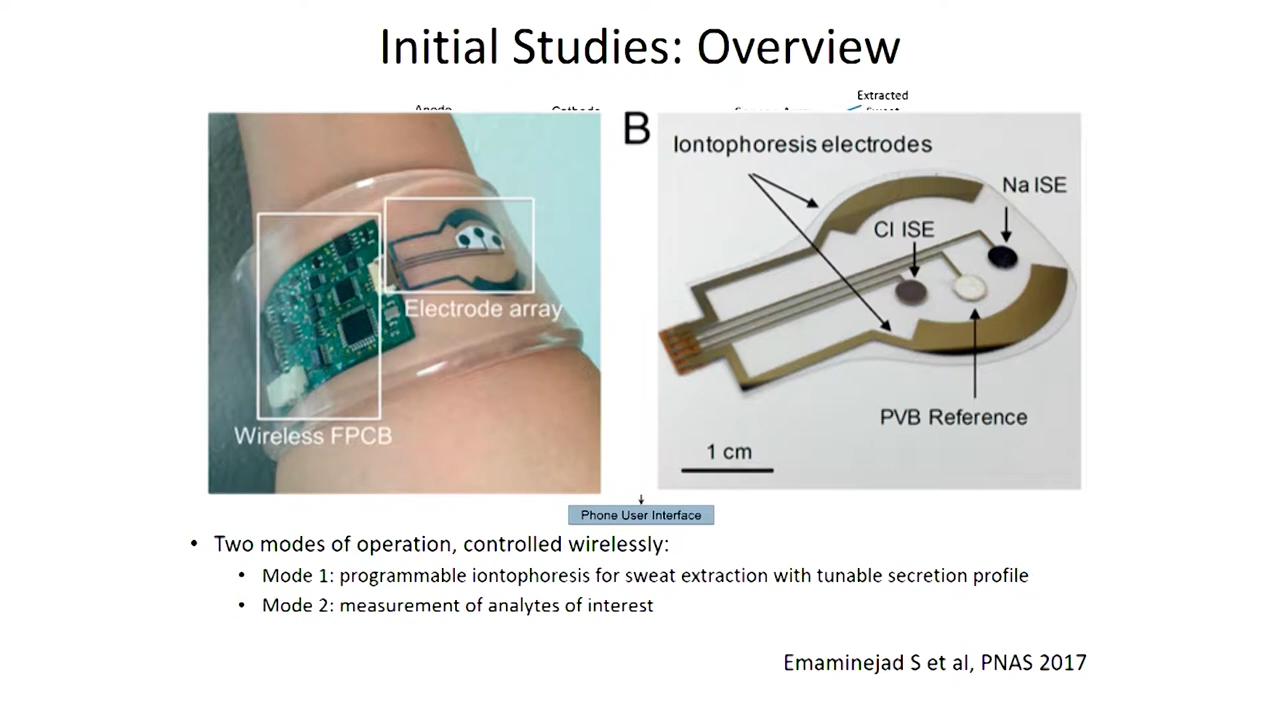 Initial Studies: Overview
Extracted
B
Iontophoresis electrodes
Na ISE
Cl ISE
Electrode array
PVB Reference
Wireless FPCB
1 cm
Phone User Interface
• Two modes of operation, controlled wirelessly:
• Mode 1: programmable iontophoresis for sweat extraction with tunable secretion profile
• Mode 2: measurement of analytes of interest
Emaminejad S et al, PNAS 2017